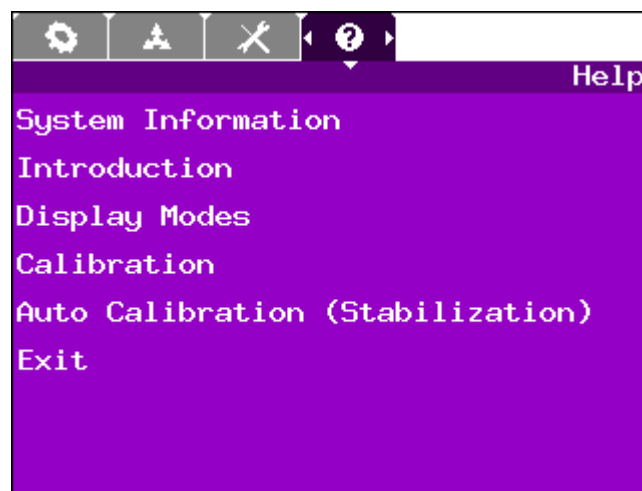 Help
System Information
Introduction
Display Modes
Calibration
Auto Calibration (Stabilization)
Exit